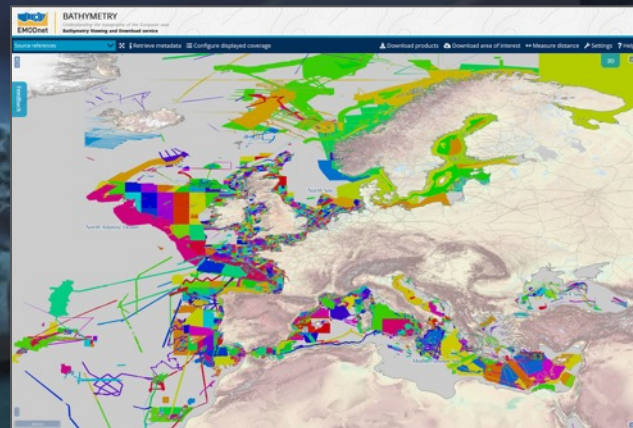 EMODnet
BATHYMETRY
Understanding the topography of the European seas
Bathymetry Viewing and Download service
Source references
Retrieve metadata
Configure displayed coverage
Download products
Download area of interest
Measure distance
Settings
? Help
3D
Feedback
North Sea
North Atlantic Ocean